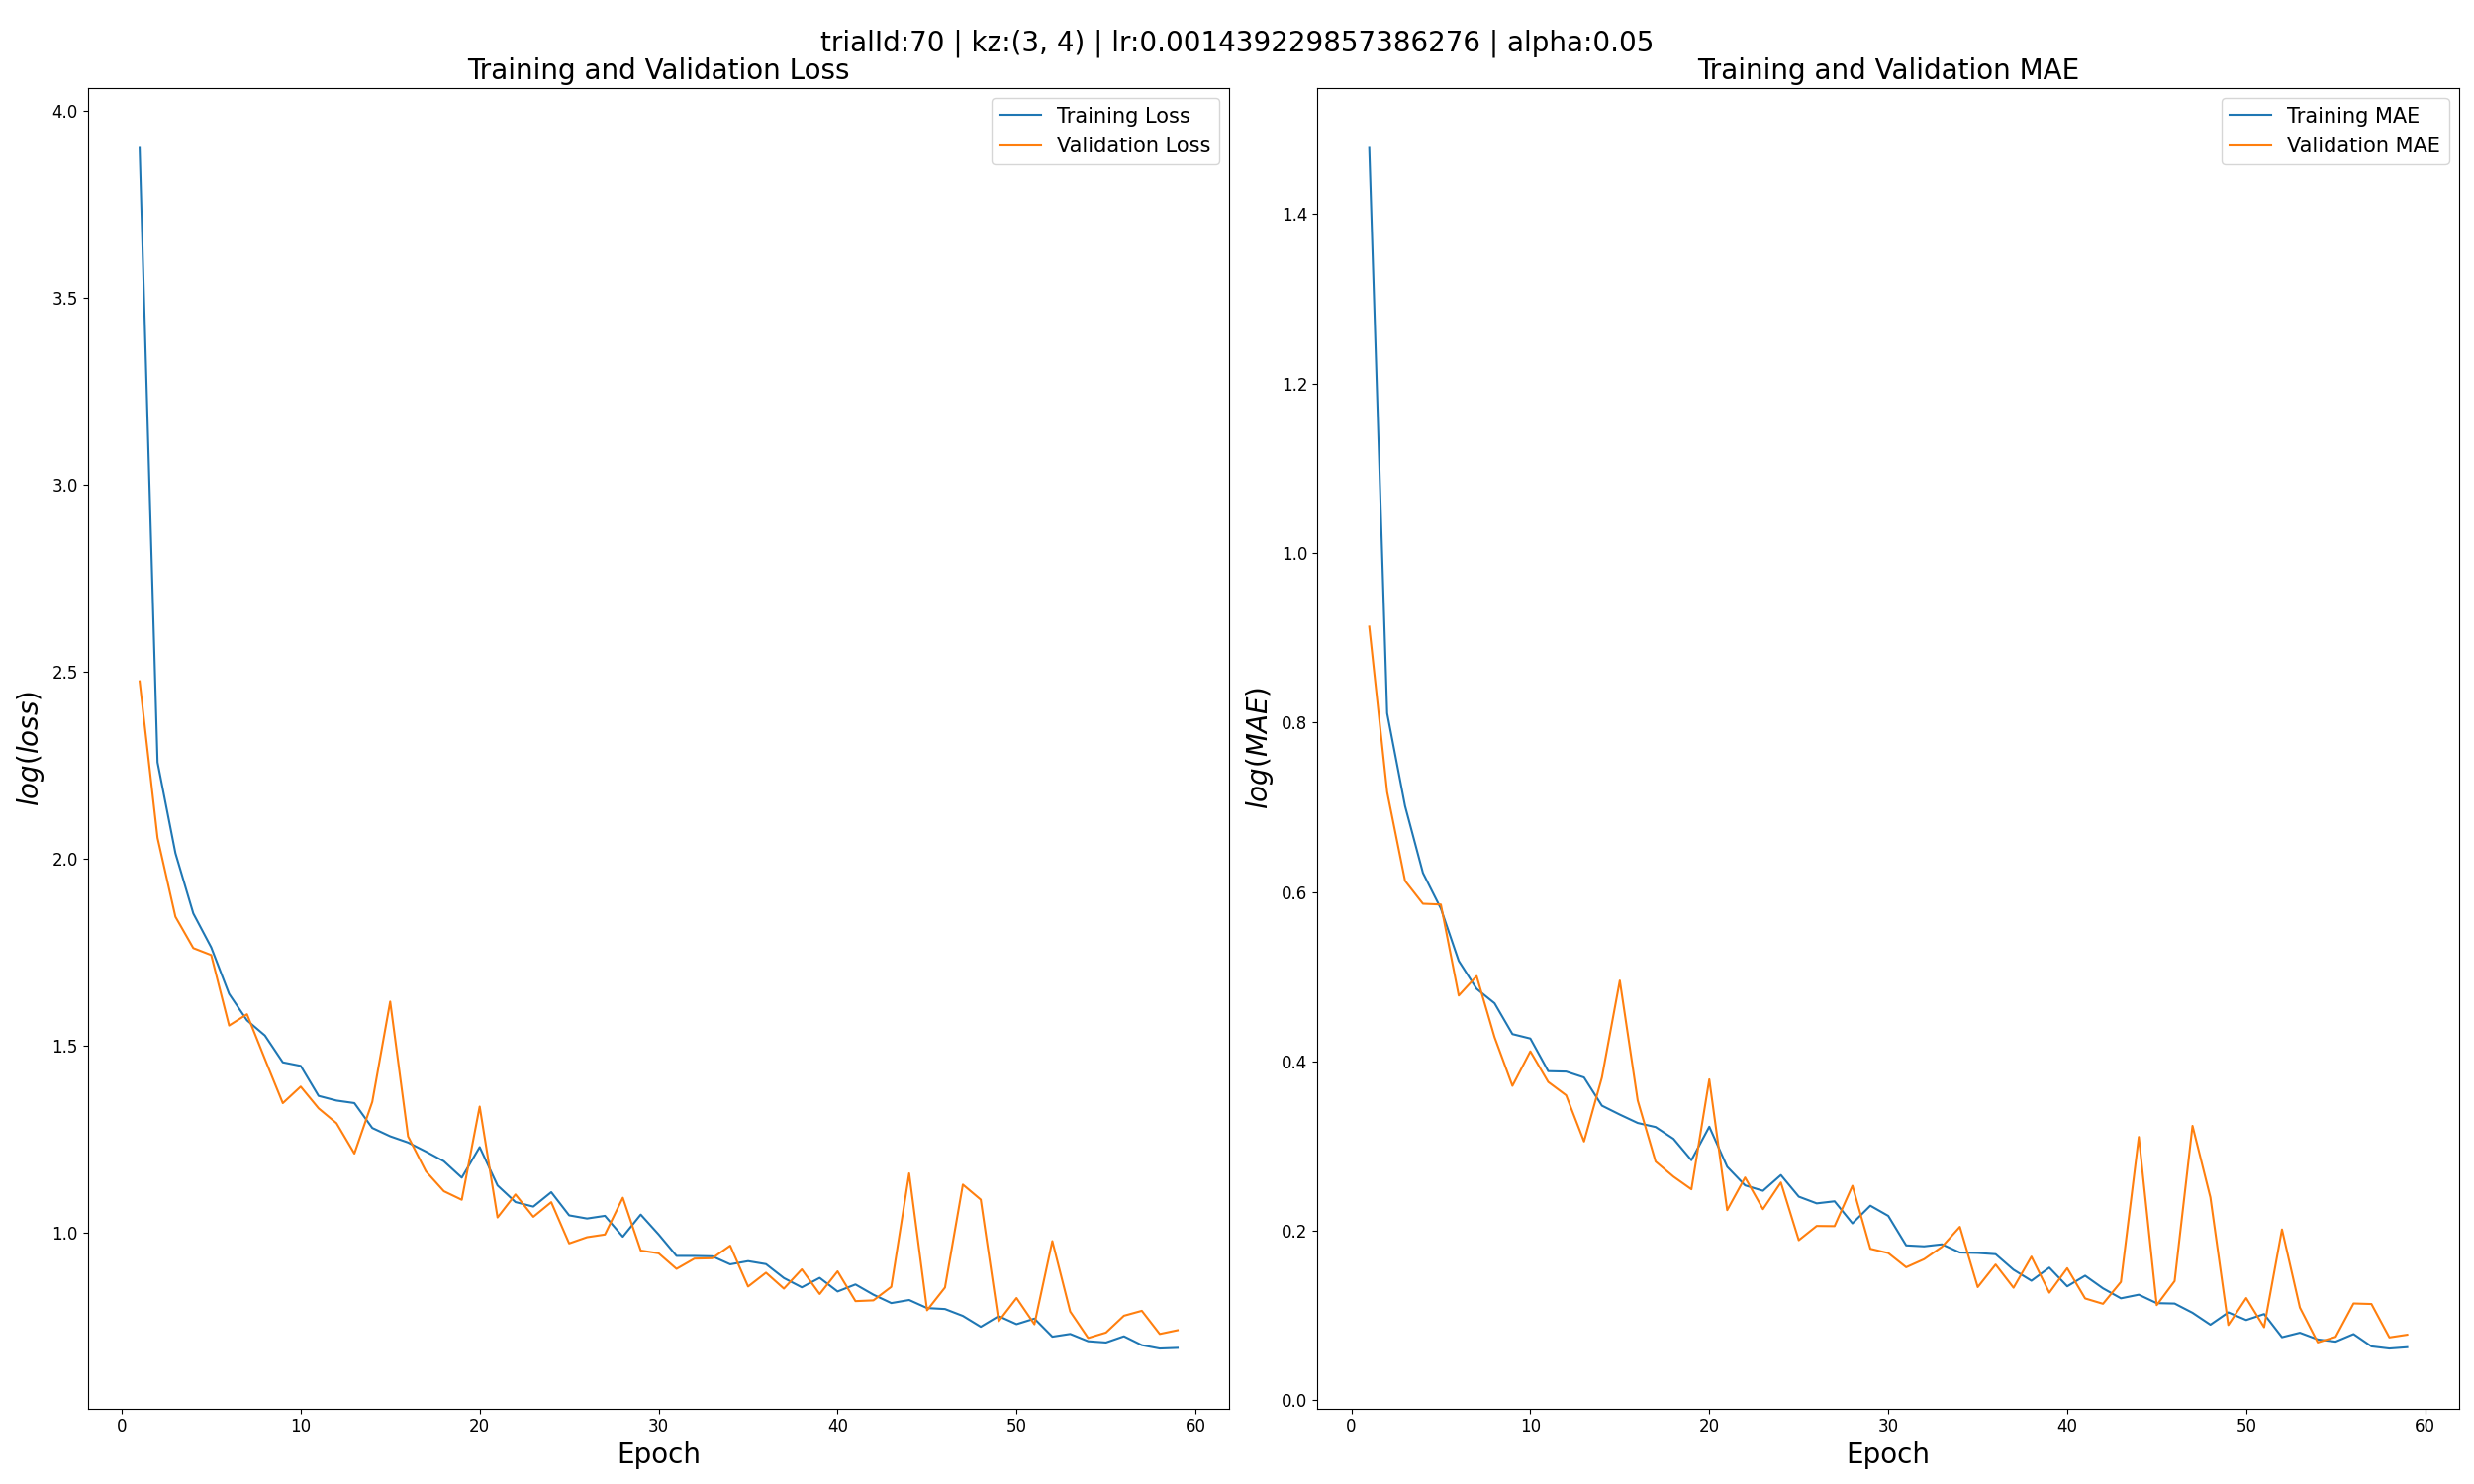 trialId:70 | kz:(3, 4) | lr:0.001439229857386276 | alpha:0.05
Training and Validation Loss
Training Loss
Validation Loss
4.0
3.5
3.0
2.5
2.0
1.5
1.0
log(loss)
0 10 20 30 40 50 60
Epoch
Training and Validation MAE
Training MAE
Validation MAE
1.4
1.2
1.0
0.8
0.6
0.4
0.2
0.0
log(MAE)
0 10 20 30 40 50 60
Epoch